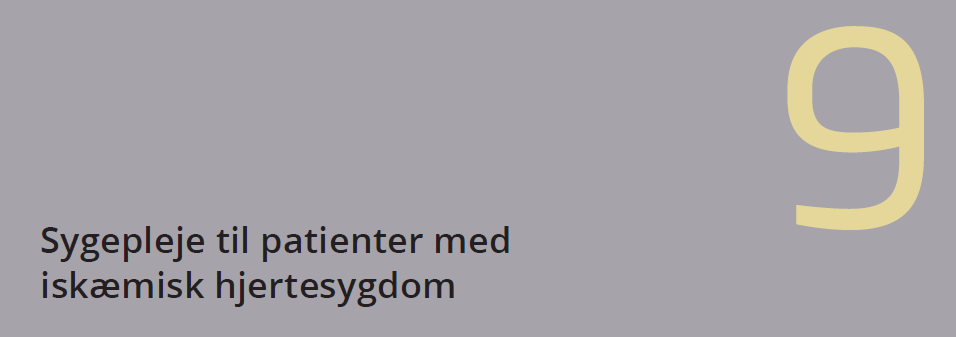 9
Sygepleje til patienter med
iskæmisk hjertesygdom